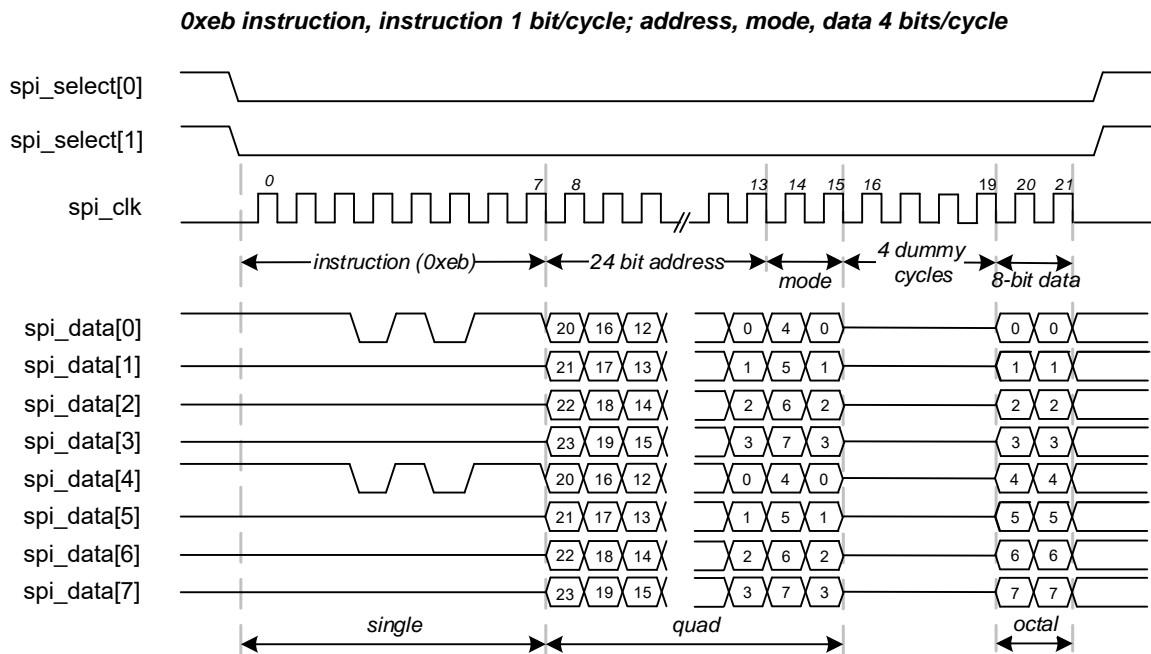 0xeb instruction, instruction 1 bit/cycle; address, mode, data 4 bits/cycle
spi_select[0]
spi_select[1]
0 7 8 13 14 15 16 19 20 21
spi_clk
instruction (0xeb) 24 bit address mode 4 dummy cycles 8-bit data
spi_data[0] 20 16 12 0 4 0 0 0
spi_data[1] 21 17 13 1 5 1 1 1
spi_data[2] 22 18 14 2 6 2 2 2
spi_data[3] 23 19 15 3 7 3 3 3
spi_data[4] 20 16 12 0 4 0 4 4
spi_data[5] 21 17 13 1 5 1 5 5
spi_data[6] 22 18 14 2 6 2 6 6
spi_data[7] 23 19 15 3 7 3 7 7
single quad octal